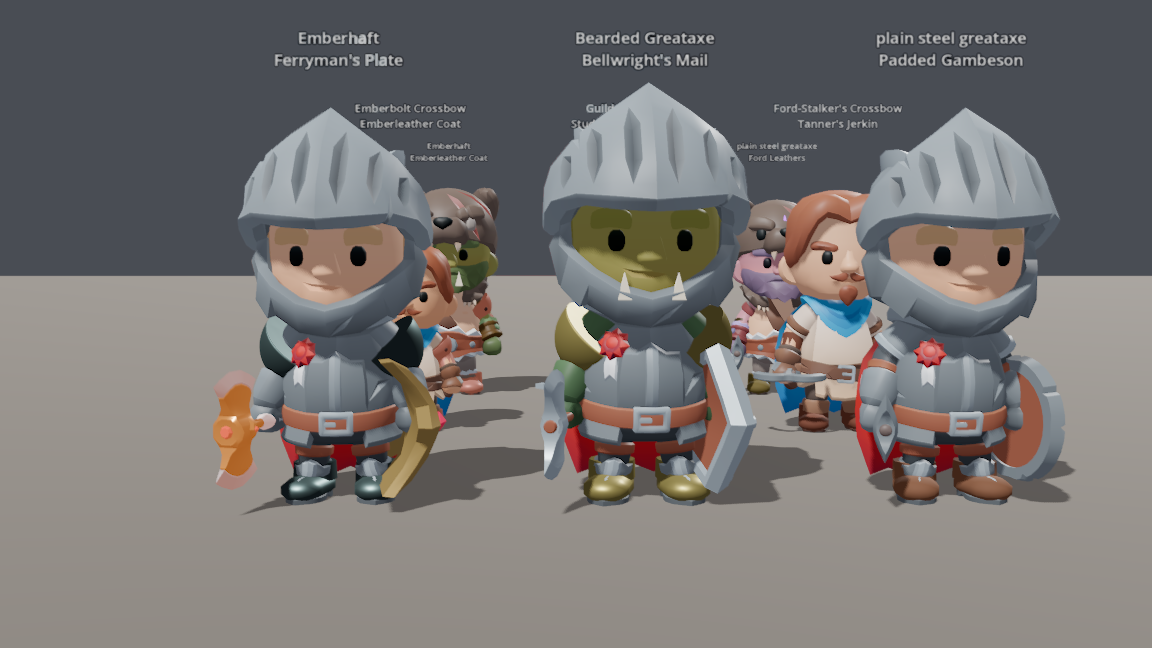 Emberhaft
Ferryman's Plate
Bearded Greataxe
Bellwright's Mail
plain steel greataxe
Padded Gambeson
Emberbolt Crossbow
Emberleather Coat
Ford-Stalker's Crossbow
Tanner's Jerkin
Emberhaft
Emberleather Coat
plain steel greataxe
Ford Leathers